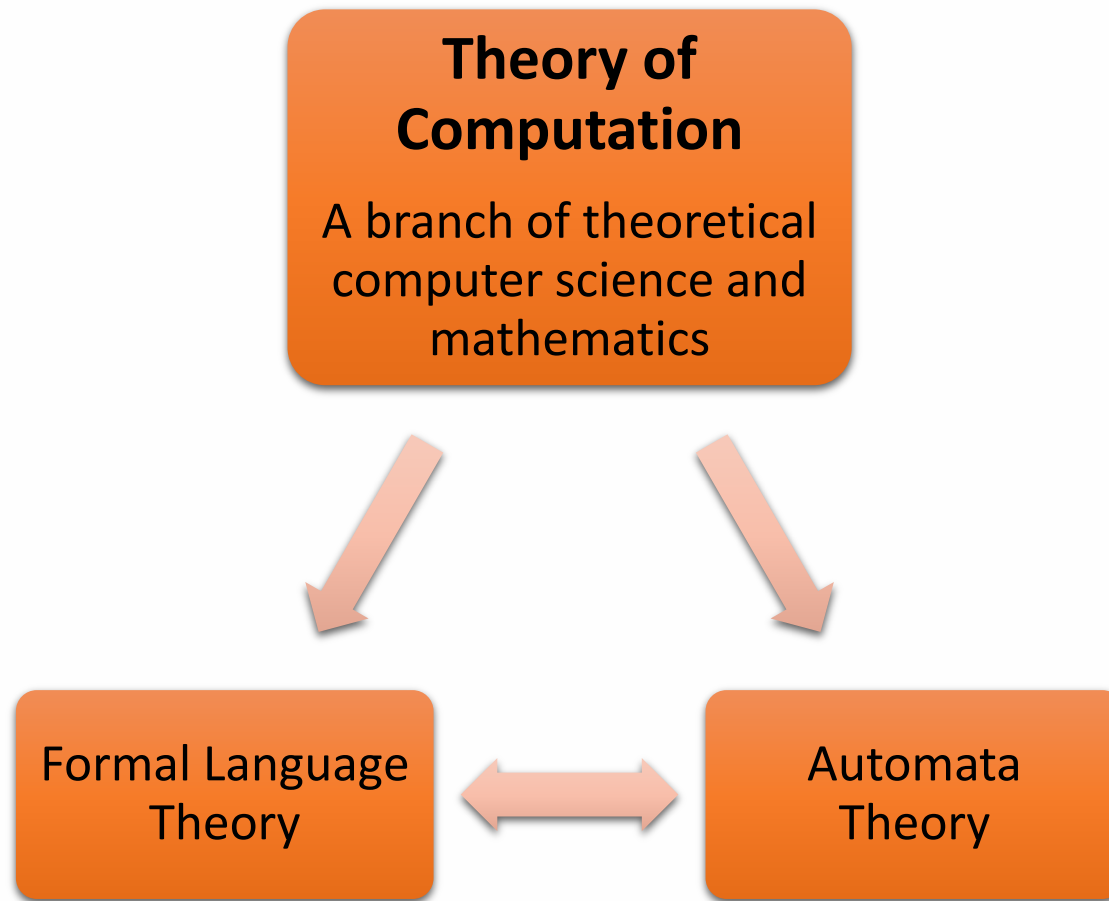 Theory of
Computation
A branch of theoretical
computer science and
mathematics
Formal Language
Theory
Automata
Theory